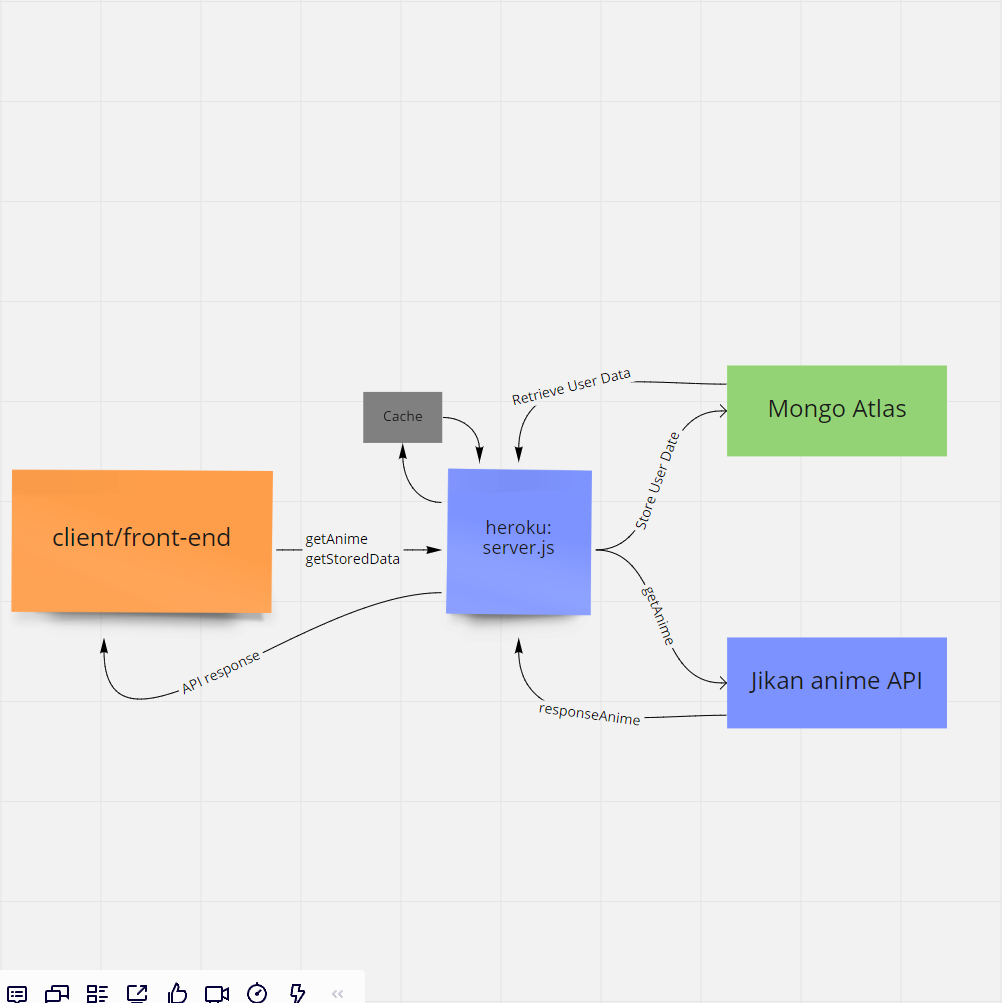 Retrieve User Data
Mongo Atlas
Cache
Store User Date
client/front-end
getAnime
getStoredData
heroku:
server.js
getAnime
API response
Jikan anime API
responseAnime